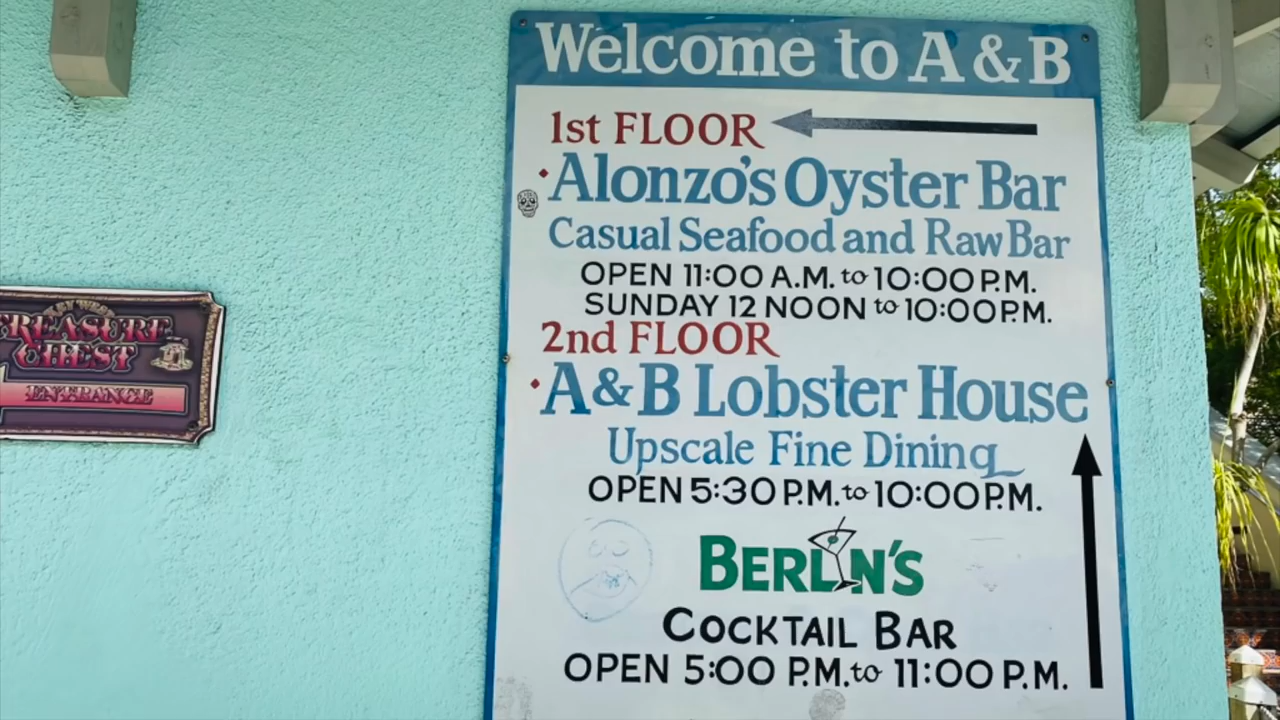 Welcome to A & B
1st FLOOR
Alonzo's Oyster Bar
Casual Seafood and Raw Bar
OPEN 11:00 A.M. to 10:00 P.M.
SUNDAY 12 NOON to 10:00 P.M.
2nd FLOOR
A & B Lobster House
Upscale Fine Dining
OPEN 5:30 P.M. to 10:00 P.M.
BERLIN'S
COCKTAIL BAR
OPEN 5:00 P.M. to 11:00 P.M.
TREASURE
CHEST
ENTRANCE